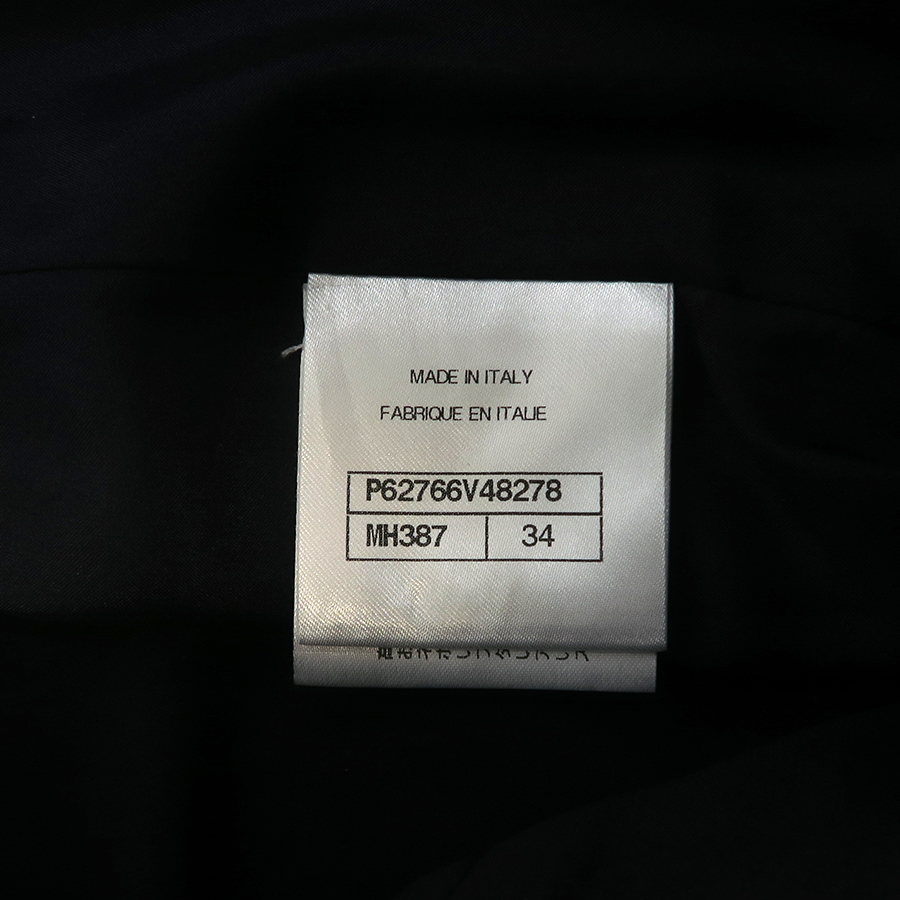 MADE IN ITALY
FABRIQUE EN ITALIE
P62766V48278
MH387 34